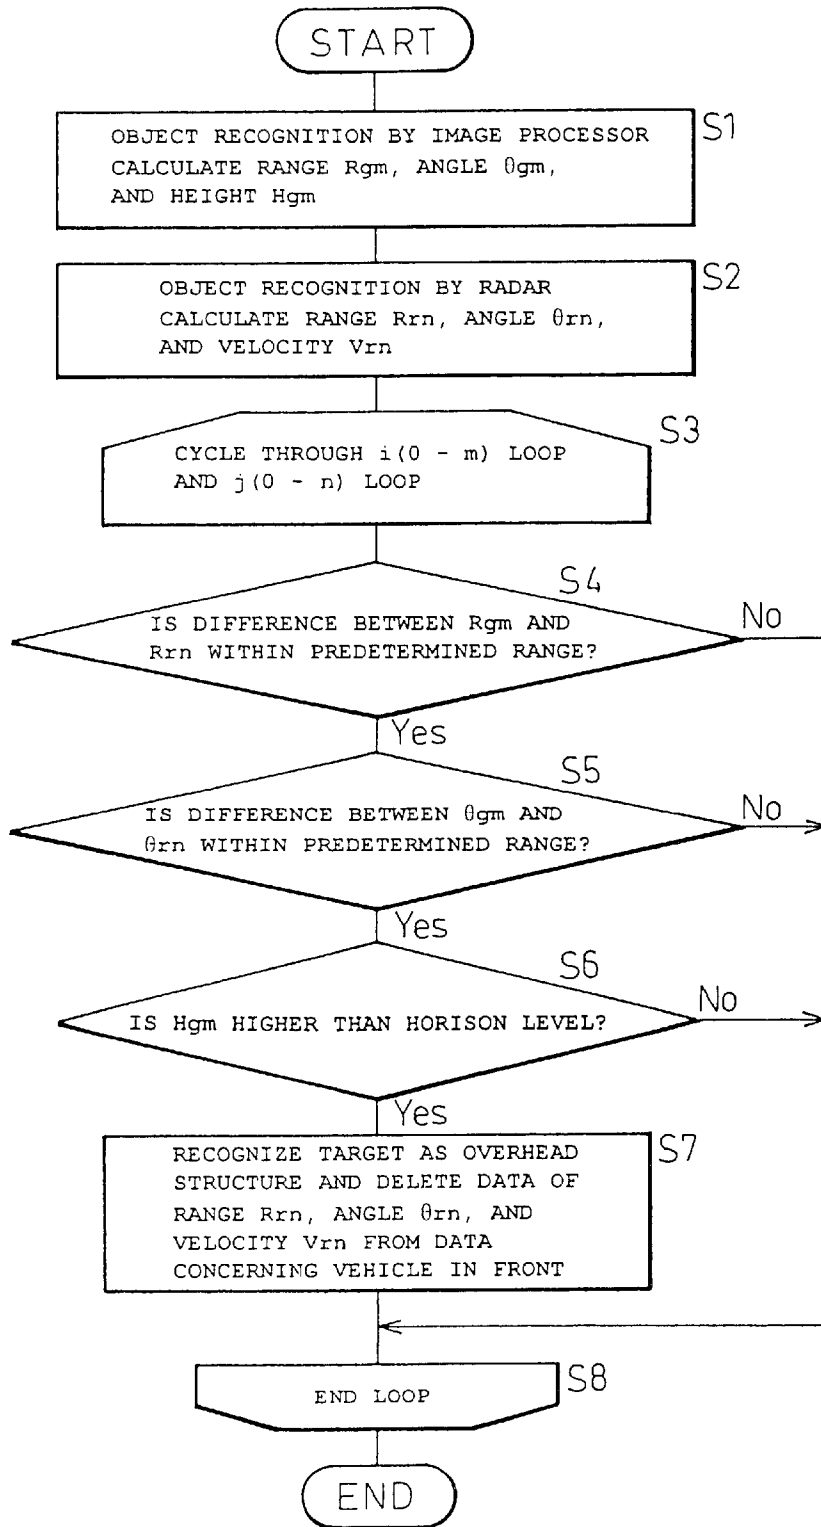 START
S1
OBJECT RECOGNITION BY IMAGE PROCESSOR
CALCULATE RANGE Rgm, ANGLE θgm,
AND HEIGHT Hgm
S2
OBJECT RECOGNITION BY RADAR
CALCULATE RANGE Rrn, ANGLE θrn,
AND VELOCITY Vrn
S3
CYCLE THROUGH i(0 - m) LOOP
AND j(0 - n) LOOP
S4
IS DIFFERENCE BETWEEN Rgm AND
Rrn WITHIN PREDETERMINED RANGE?
No
Yes
S5
IS DIFFERENCE BETWEEN θgm AND
θrn WITHIN PREDETERMINED RANGE?
No
Yes
S6
IS Hgm HIGHER THAN HORISON LEVEL?
No
Yes
S7
RECOGNIZE TARGET AS OVERHEAD
STRUCTURE AND DELETE DATA OF
RANGE Rrn, ANGLE θrn, AND
VELOCITY Vrn FROM DATA
CONCERNING VEHICLE IN FRONT
S8
END LOOP
END